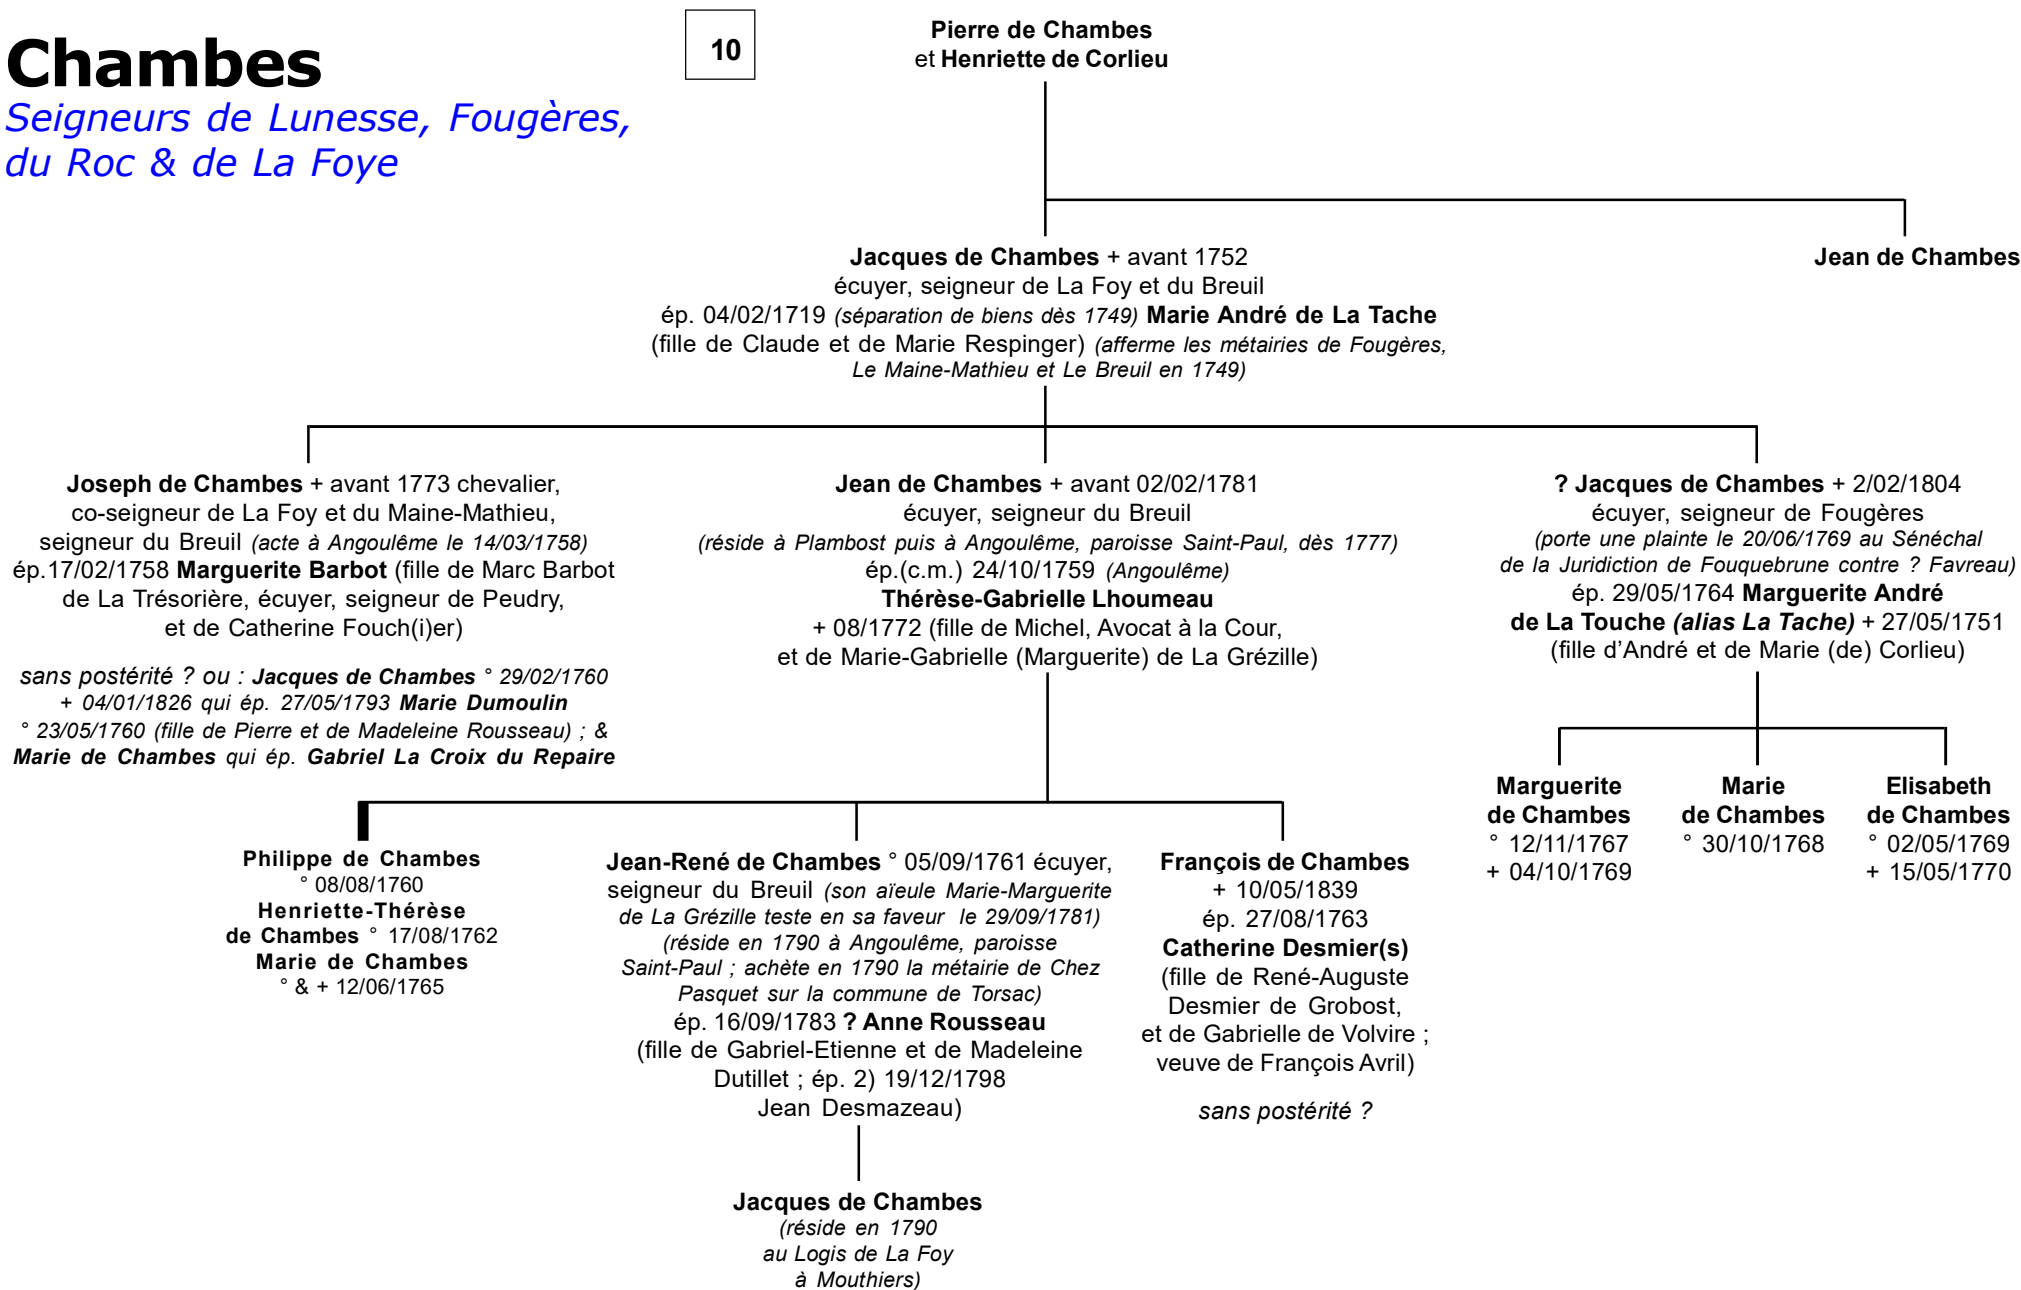 Chambes
Seigneurs de Lunesse, Fougères,
du Roc & de La Foye
10
Pierre de Chambes
et Henriette de Corlieu
Jacques de Chambes + avant 1752
écuyer, seigneur de La Foy et du Breuil
ép. 04/02/1719 (séparation de biens dès 1749) Marie André de La Tache
(fille de Claude et de Marie Respinger) (afferme les métairies de Fougères,
Le Maine-Mathieu et Le Breuil en 1749)
Jean de Chambes
Joseph de Chambes + avant 1773 chevalier,
co-seigneur de La Foy et du Maine-Mathieu,
seigneur du Breuil (acte à Angoulême le 14/03/1758)
ép.17/02/1758 Marguerite Barbot (fille de Marc Barbot
de La Trésorière, écuyer, seigneur de Peudry,
et de Catherine Fouch(i)er)
sans postérité ? ou : Jacques de Chambes ° 29/02/1760
+ 04/01/1826 qui ép. 27/05/1793 Marie Dumoulin
° 23/05/1760 (fille de Pierre et de Madeleine Rousseau) ; &
Marie de Chambes qui ép. Gabriel La Croix du Repaire
Jean de Chambes + avant 02/02/1781
écuyer, seigneur du Breuil
(réside à Plambost puis à Angoulême, paroisse Saint-Paul, dès 1777)
ép.(c.m.) 24/10/1759 (Angoulême)
Thérèse-Gabrielle Lhoumeau
+ 08/1772 (fille de Michel, Avocat à la Cour,
et de Marie-Gabrielle (Marguerite) de La Grézille)
? Jacques de Chambes + 2/02/1804
écuyer, seigneur de Fougères
(porte une plainte le 20/06/1769 au Sénéchal
de la Juridiction de Fouquebrune contre ? Favreau)
ép. 29/05/1764 Marguerite André
de La Touche (alias La Tache) + 27/05/1751
(fille d'André et de Marie (de) Corlieu)
Philippe de Chambes
° 08/08/1760
Henriette-Thérèse
de Chambes ° 17/08/1762
Marie de Chambes
° & + 12/06/1765
Jean-René de Chambes ° 05/09/1761 écuyer,
seigneur du Breuil (son aïeule Marie-Marguerite
de La Grézille teste en sa faveur le 29/09/1781)
(réside en 1790 à Angoulême, paroisse
Saint-Paul ; achète en 1790 la métairie de Chez
Pasquet sur la commune de Torsac)
ép. 16/09/1783 ? Anne Rousseau
(fille de Gabriel-Etienne et de Madeleine
Dutillet ; ép. 2) 19/12/1798
Jean Desmazeau)
François de Chambes
+ 10/05/1839
ép. 27/08/1763
Catherine Desmier(s)
(fille de René-Auguste
Desmier de Grobost,
et de Gabrielle de Volvire ;
veuve de François Avril)
sans postérité ?
Marguerite
de Chambes
° 12/11/1767
+ 04/10/1769
Marie
de Chambes
° 30/10/1768
Elisabeth
de Chambes
° 02/05/1769
+ 15/05/1770
Jacques de Chambes
(réside en 1790
au Logis de La Foy
à Mouthiers)